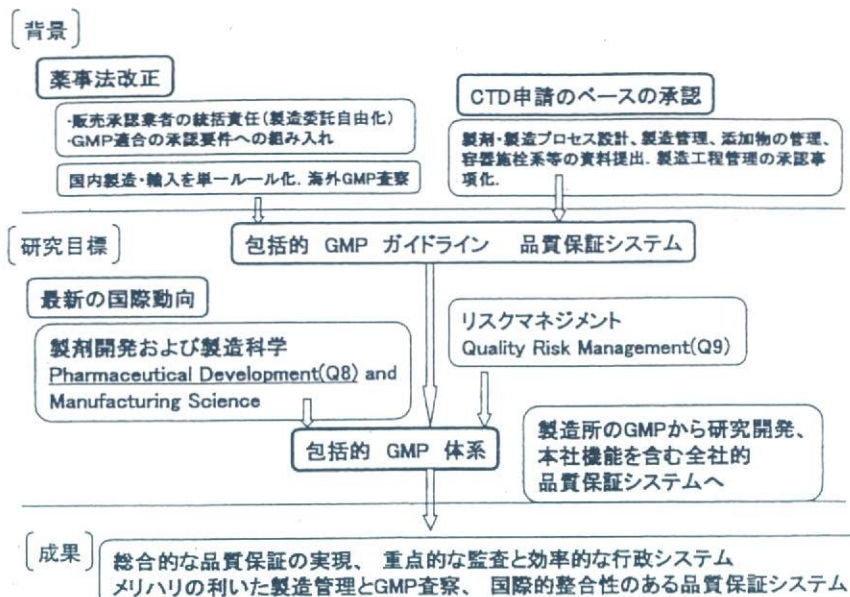 背景
薬事法改正
・販売承認業者の統括責任(製造委託自由化)
・GMP適合の承認要件への組み入れ
国内製造・輸入を単一ルール化. 海外GMP査察
CTD申請のベースの承認
製剤・製造プロセス設計、製造管理、添加物の管理、
容器施栓系等の資料提出. 製造工程管理の承認事
項化.
研究目標
包括的 GMP ガイドライン 品質保証システム
最新の国際動向
製剤開発および製造科学
Pharmaceutical Development(Q8) and
Manufacturing Science
リスクマネジメント
Quality Risk Management(Q9)
包括的 GMP 体系
製造所のGMPから研究開発、
本社機能を含む全社的
品質保証システムへ
成果
総合的な品質保証の実現、 重点的な監査と効率的な行政システム
メリハリの利いた製造管理とGMP査察、 国際的整合性のある品質保証システム